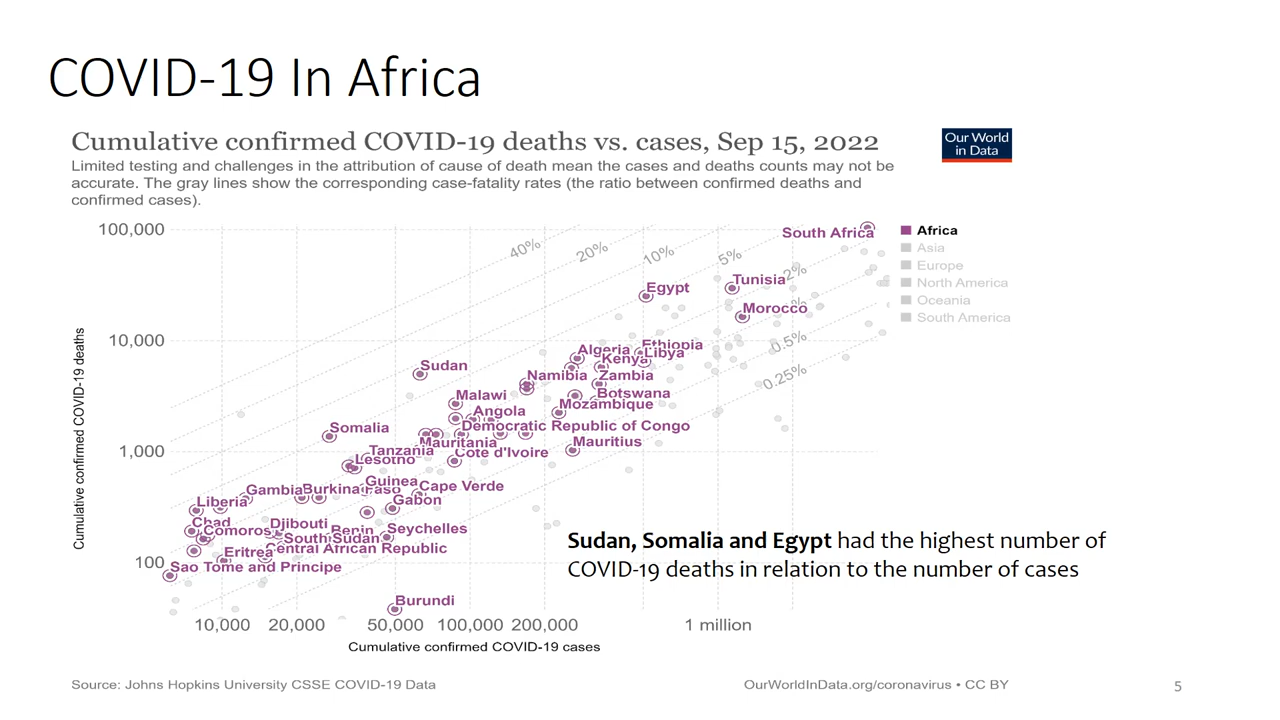 COVID-19 In Africa
Cumulative confirmed COVID-19 deaths vs. cases, Sep 15, 2022
Limited testing and challenges in the attribution of cause of death mean the cases and deaths counts may not be
accurate. The gray lines show the corresponding case-fatality rates (the ratio between confirmed deaths and
confirmed cases).
Our World
in Data
100,000
10,000
1,000
100
Cumulative confirmed COVID-19 deaths
40%
20%
10%
5%
2%
0.5%
0.25%
South Africa
Tunisia
Egypt
Morocco
Ethiopia
Algeria
Libya
Kenya
Sudan
Namibia
Zambia
Malawi
Botswana
Mozambique
Angola
Somalia
Democratic Republic of Congo
Mauritania
Mauritius
Tanzania
Cote d'Ivoire
Lesotho
Guinea
Cape Verde
Gambia
Burkina Faso
Liberia
Gabon
Chad
Djibouti
Comoros
Benin
Seychelles
South Sudan
Eritrea
Central African Republic
Sao Tome and Principe
Burundi
Africa
Asia
Europe
North America
Oceania
South America
Sudan, Somalia and Egypt had the highest number of
COVID-19 deaths in relation to the number of cases
10,000
20,000
50,000
100,000
200,000
1 million
Cumulative confirmed COVID-19 cases
Source: Johns Hopkins University CSSE COVID-19 Data
OurWorldInData.org/coronavirus • CC BY
5